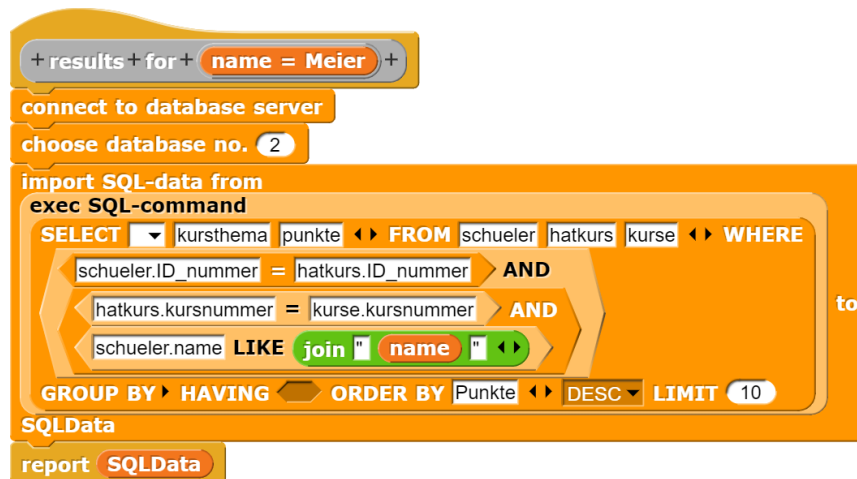 + results + for + name = Meier +
connect to database server
choose database no. 2
import SQL-data from
exec SQL-command
SELECT kursthema punkte FROM schueler hatkurs kurse WHERE
schueler.ID_nummer = hatkurs.ID_nummer AND
hatkurs.kursnummer = kurse.kursnummer AND
to
schueler.name LIKE join " name "
GROUP BY HAVING ORDER BY Punkte DESC LIMIT 10
SQLData
report SQLData